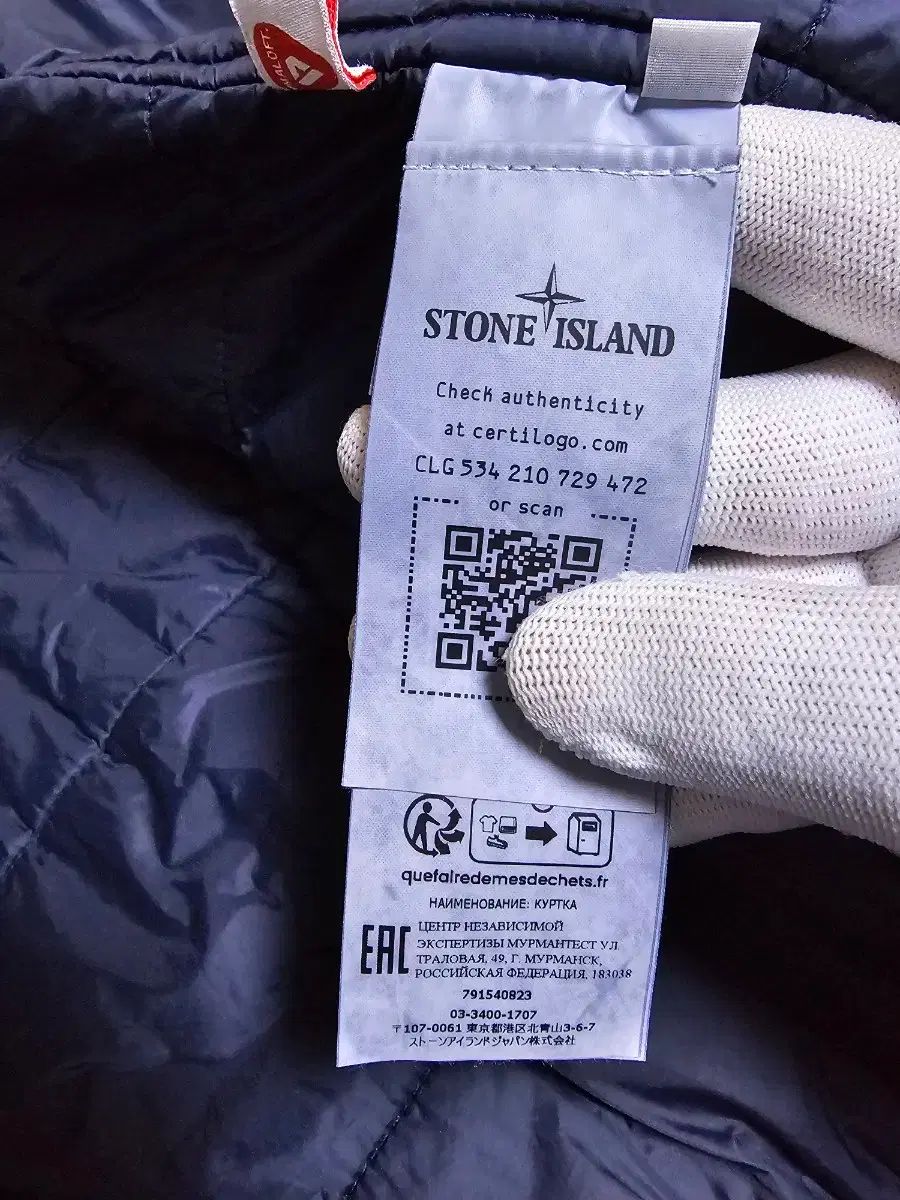 STONE ISLAND
Check authenticity
at certilogo.com
CLG 534 210 729 472
or scan
quefairedemesdechets.fr
НАИМЕНОВАНИЕ: КУРТКА
EAC
ЦЕНТР НЕЗАВИСИМОЙ
ЭКСПЕРТИЗЫ МУРМАНТЕСТ УЛ.
ТРАЛОВАЯ, 49, Г. МУРМАНСК,
РОССИЙСКАЯ ФЕДЕРАЦИЯ, 183038
791540823
03-3400-1707
〒107-0061 東京都港区北青山3-6-7
ストーンアイランドジャパン株式会社